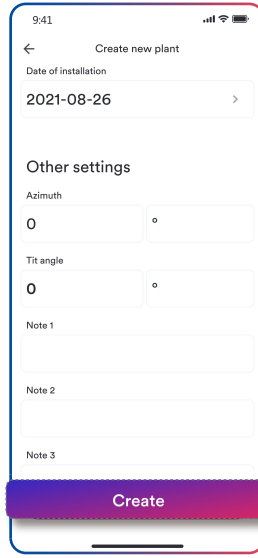 9:41
Create new plant
Date of installation
2021-08-26
Other settings
Azimuth
0 °
Tit angle
0 °
Note 1
Note 2
Note 3
Create